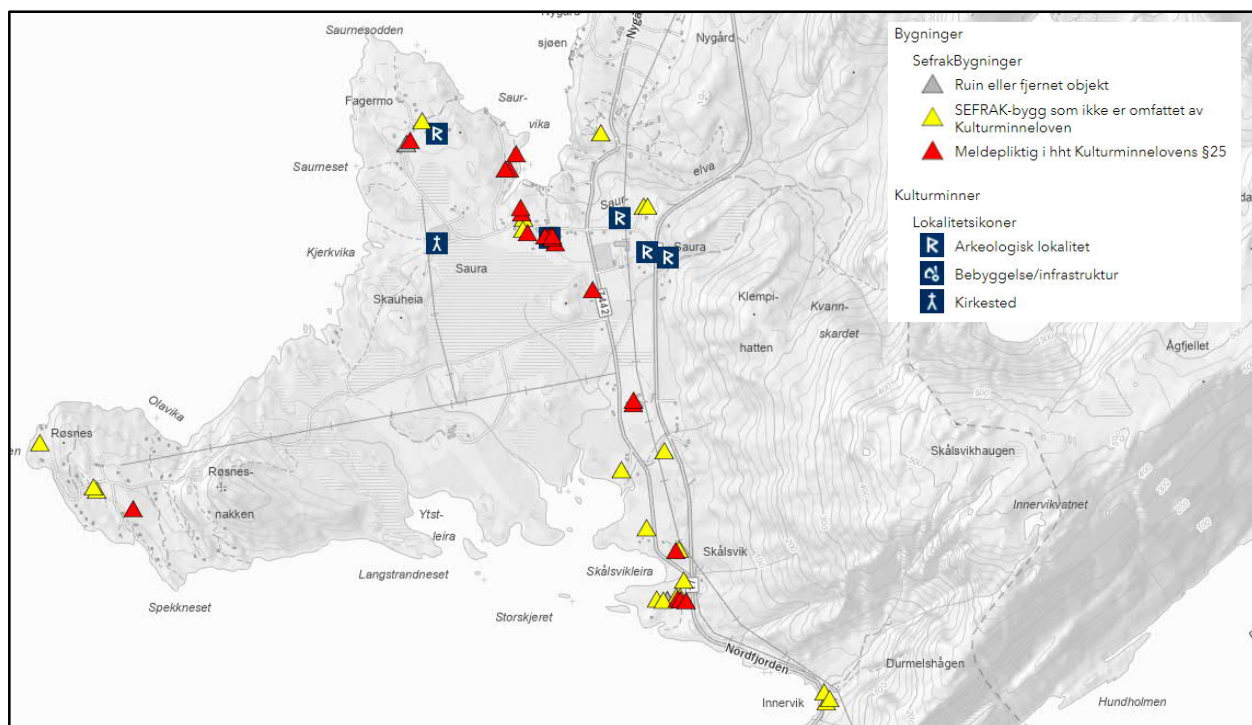 Saurnesodden
sjøen
Nygård
Fagermo
Saur-
vika
Saurneset
elva
Saur-
Kjerkvika
Saura
Saura
Skauheia
7442
Klempi-
hatten
Kvann-
skardet
Ågfjellet
Olavika
Røsnes
Røsnes-
nakken
Skålsvikhaugen
Innervikvatnet
Ytst-
leira
Langstrandneset
Skålsvik
Skålsvikleira
Spekkneset
Storskjeret
Nordfjorden
Durmelshågen
Innervik
Hundholmen
Bygninger
SefrakBygninger
Ruin eller fjernet objekt
SEFRAK-bygg som ikke er omfattet av
Kulturminneloven
Meldepliktig i hht Kulturminnelovens §25
Kulturminner
Lokalitetsikoner
Arkeologisk lokalitet
Bebyggelse/infrastruktur
Kirkested